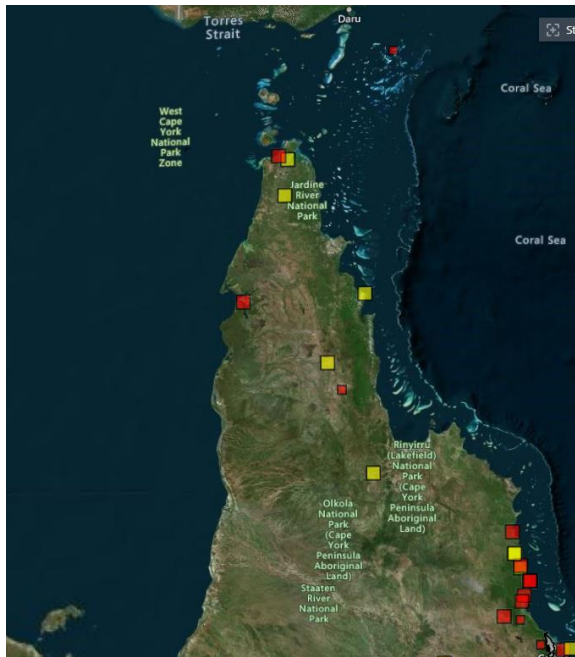 Torres
Strait
Daru
St
Coral Sea
West
Cape
York
National
Park
Zone
Jardine
River
National
Park
Coral Sea
Rinyirru
(Lakefield)
National
Park
(Cape
York
Peninsula
Aboriginal
Land)
Olkola
National
Park
(Cape
York
Peninsula
Aboriginal
Land)
Staaten
River
National
Park